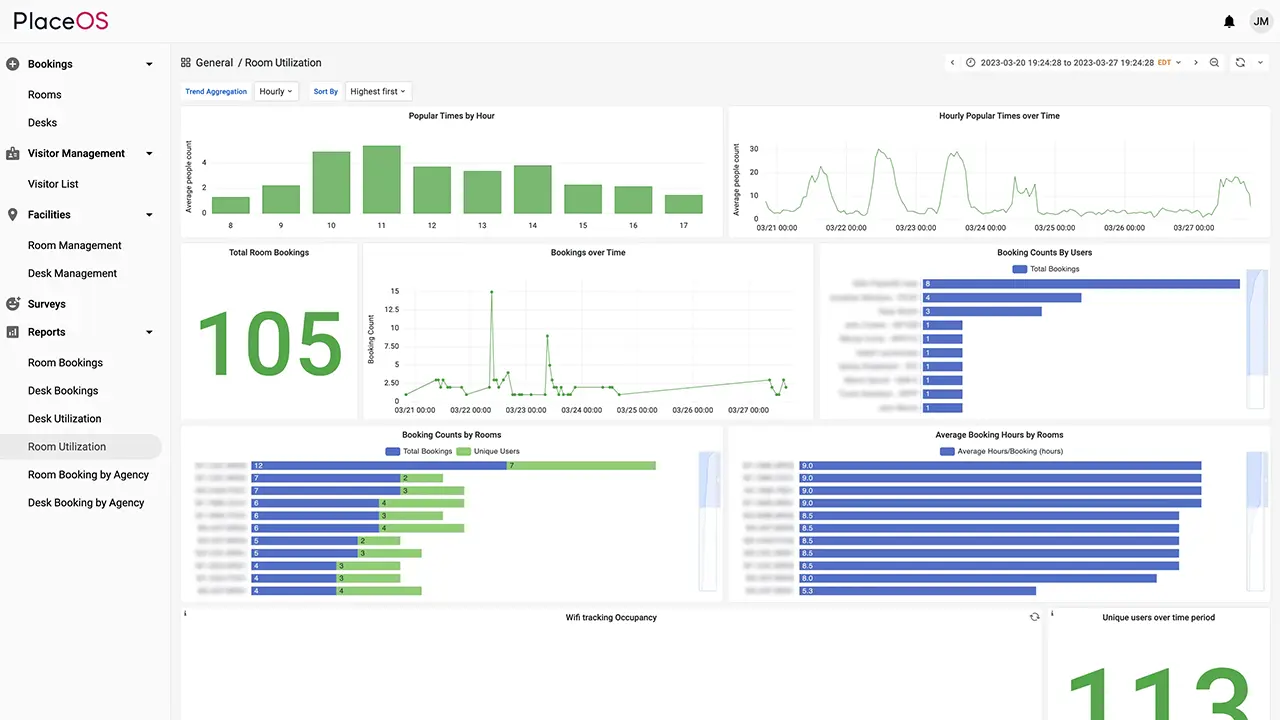 PlaceOS
JM
Bookings
Rooms
Desks
Visitor Management
Visitor List
Facilities
Room Management
Desk Management
Surveys
Reports
Room Bookings
Desk Bookings
Desk Utilization
Room Utilization
Room Booking by Agency
Desk Booking by Agency
General / Room Utilization
2023-03-20 19:24:28 to 2023-03-27 19:24:28 EDT
Trend Aggregation Hourly Sort By Highest first
Popular Times by Hour
Average people count
4
2
0
8 9 10 11 12 13 14 15 16 17
Hourly Popular Times over Time
Average people count
30
20
10
0
03/21 00:00 03/22 00:00 03/23 00:00 03/24 00:00 03/25 00:00 03/26 00:00 03/27 00:00
Total Room Bookings
105
Bookings over Time
Booking Count
15
12.5
10
7.50
5
2.50
0
03/21 00:00 03/22 00:00 03/23 00:00 03/24 00:00 03/25 00:00 03/26 00:00 03/27 00:00
Booking Counts By Users
Total Bookings
8
4
3
1
1
1
1
1
1
1
Booking Counts by Rooms
Total Bookings Unique Users
12 7
7 2
7 3
6 4
6 3
6 4
5 2
5 3
4 3
4 3
4 4
Average Booking Hours by Rooms
Average Hours/Booking (hours)
9.0
9.0
9.0
9.0
8.5
8.5
8.5
8.5
8.5
8.0
5.3
i
Wifi tracking Occupancy
i
Unique users over time period
113